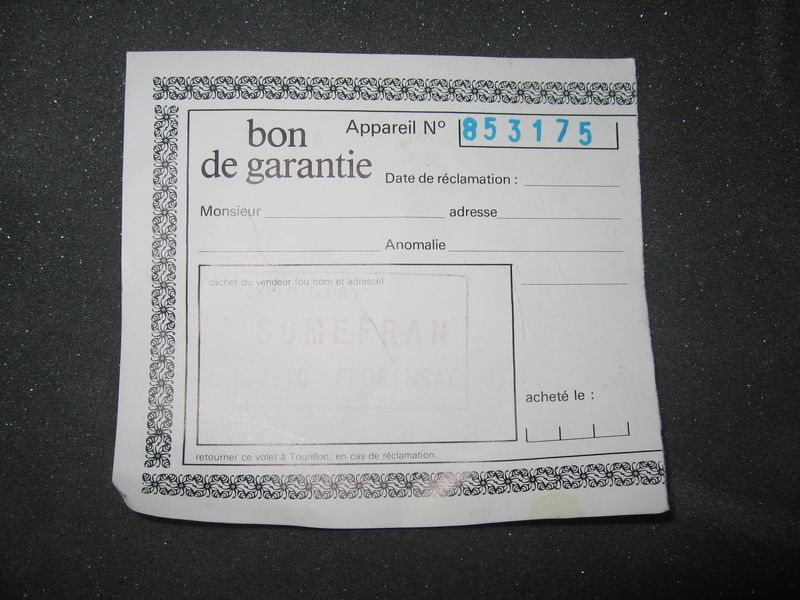 bon
de garantie
Appareil Nº 853175
Date de réclamation :
Monsieur adresse
Anomalie
cachet du vendeur (ou nom et adresse)
SOMEFRAN
FLORENSAC
acheté le :
retourner ce volet à Tourillon, en cas de réclamation.